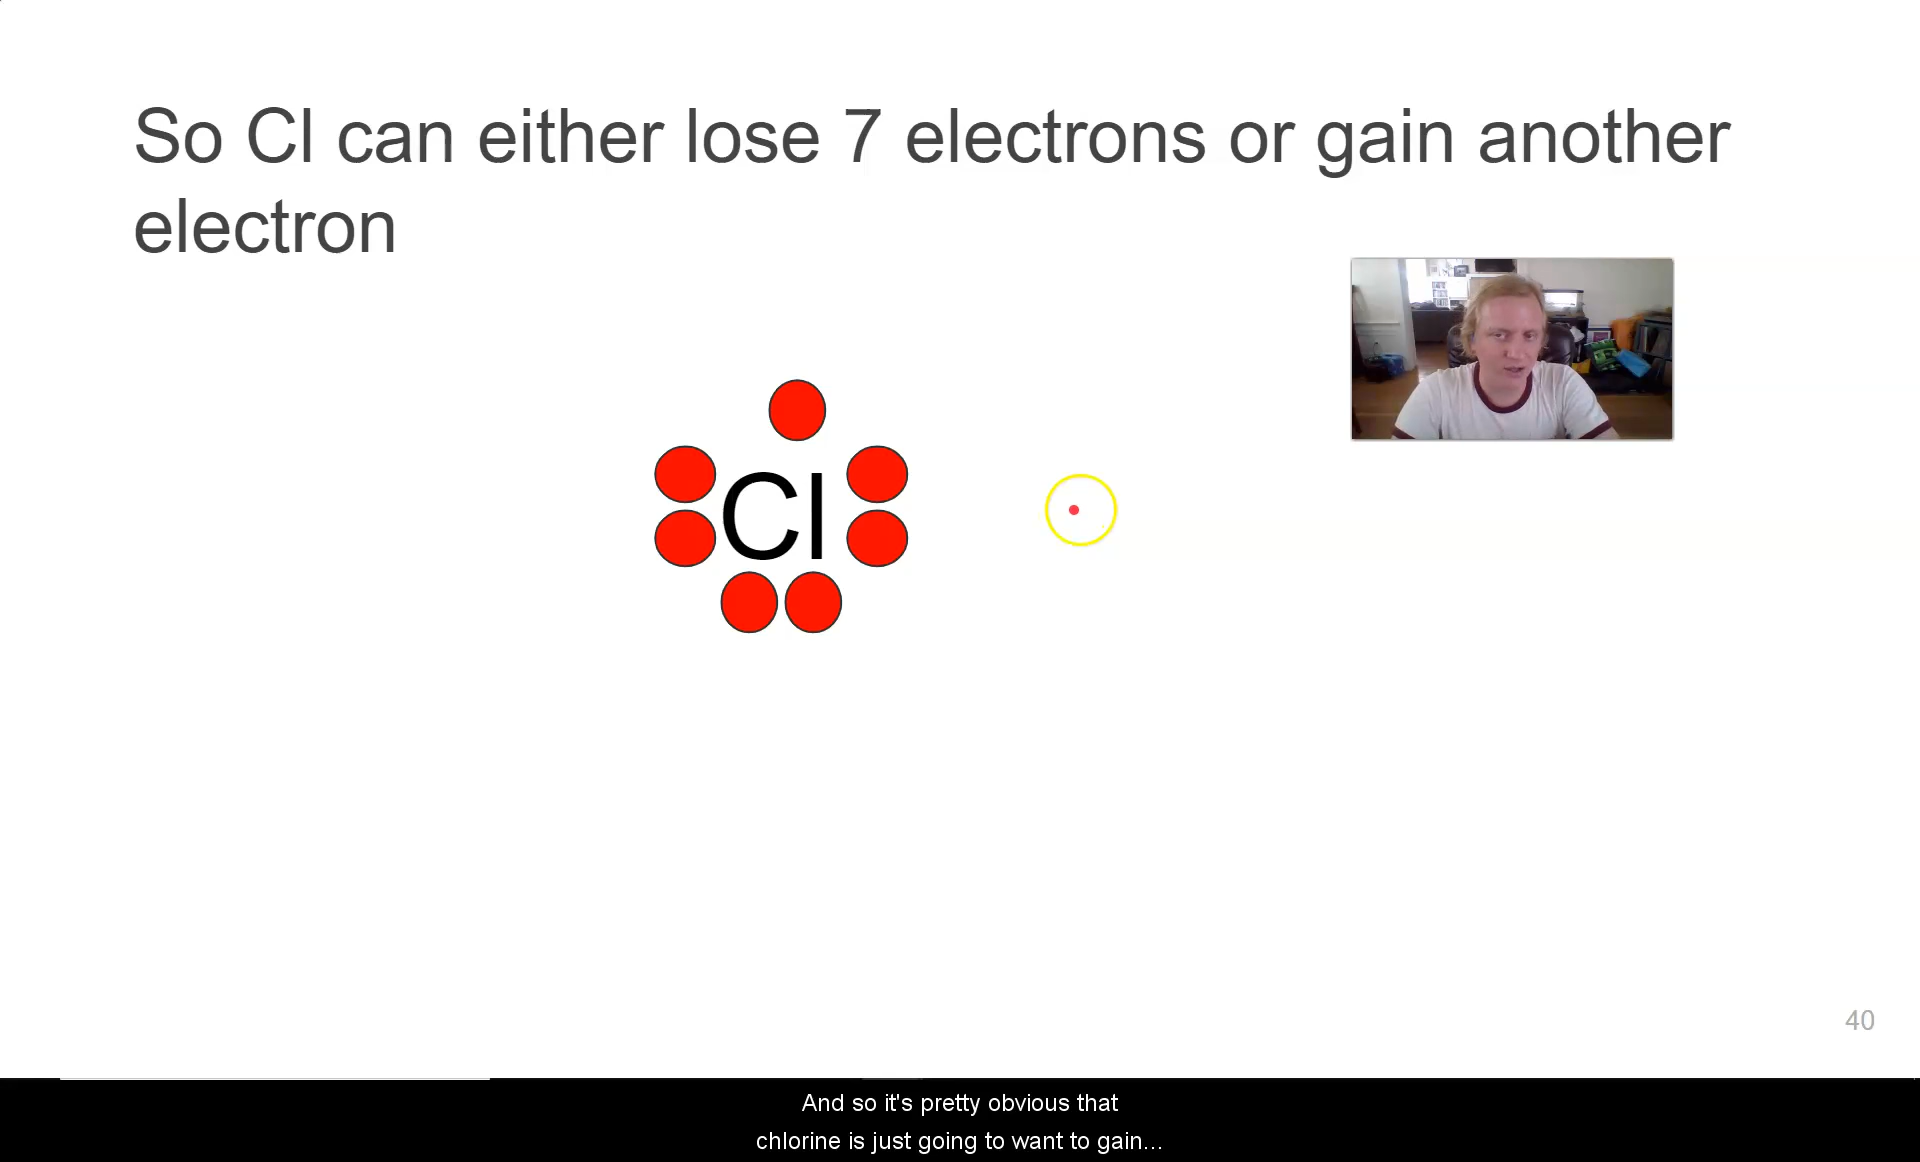 So Cl can either lose 7 electrons or gain another
electron
Cl
40
And so it's pretty obvious that
chlorine is just going to want to gain...